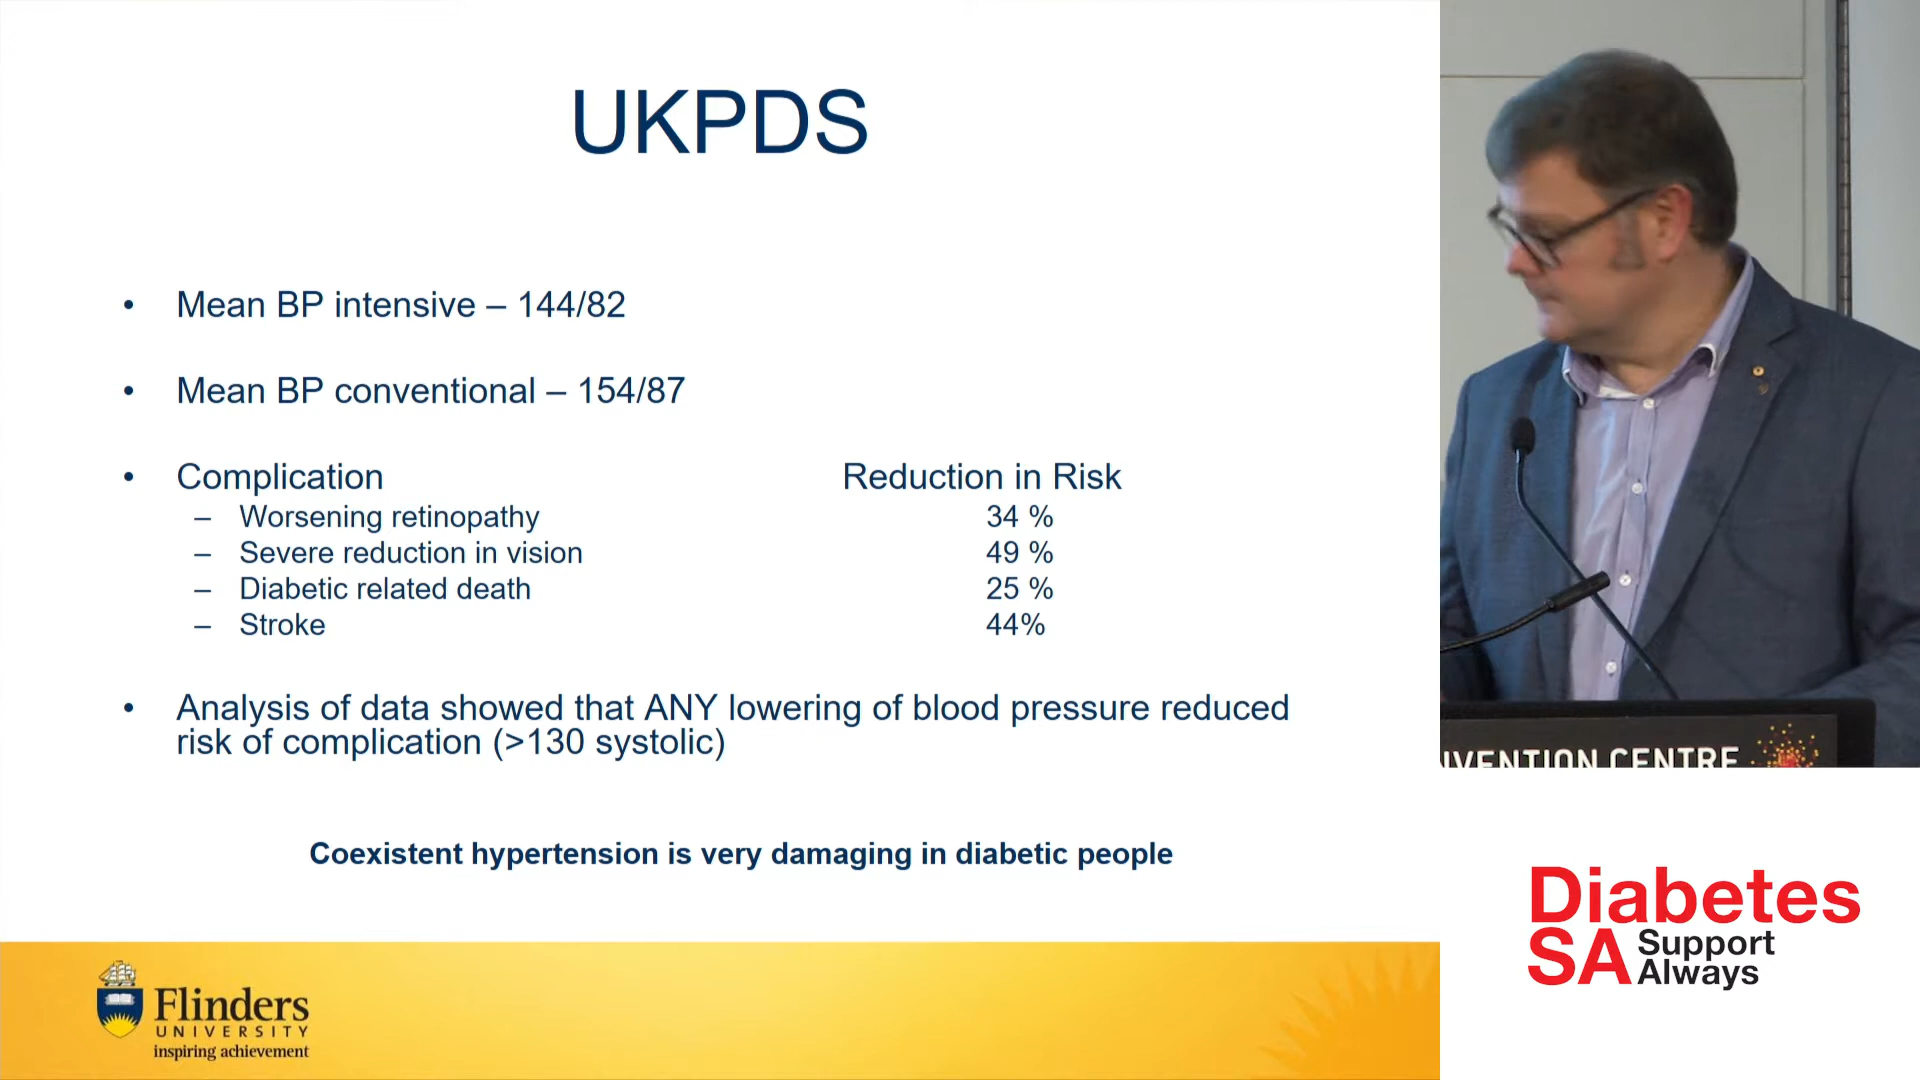 UKPDS
• Mean BP intensive – 144/82
• Mean BP conventional – 154/87
• Complication Reduction in Risk
– Worsening retinopathy 34 %
– Severe reduction in vision 49 %
– Diabetic related death 25 %
– Stroke 44%
• Analysis of data showed that ANY lowering of blood pressure reduced
risk of complication (>130 systolic)
Coexistent hypertension is very damaging in diabetic people
Flinders
UNIVERSITY
inspiring achievement
VENTION CENTRE
Diabetes
SA Support
Always